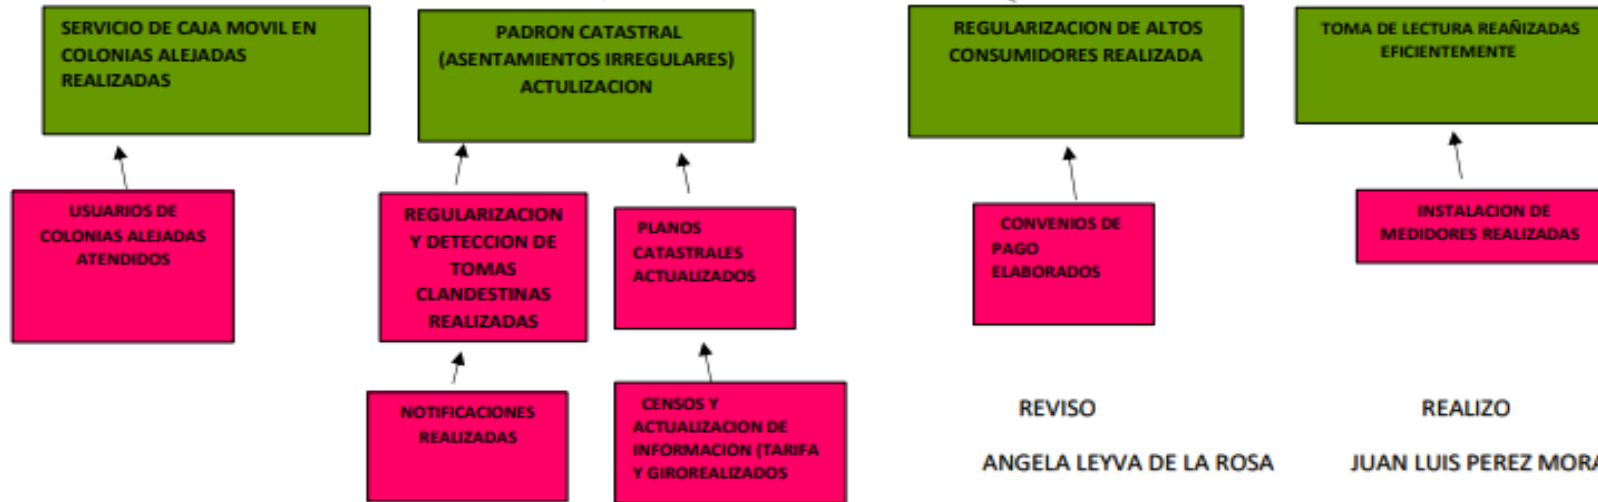 SERVICIO DE CAJA MOVIL EN
COLONIAS ALEJADAS
REALIZADAS
PADRON CATASTRAL
(ASENTAMIENTOS IRREGULARES)
ACTULIZACION
REGULARIZACION DE ALTOS
CONSUMIDORES REALIZADA
TOMA DE LECTURA REAÑIZADAS
EFICIENTEMENTE
USUARIOS DE
COLONIAS ALEJADAS
ATENDIDOS
REGULARIZACION
Y DETECCION DE
TOMAS
CLANDESTINAS
REALIZADAS
PLANOS
CATASTRALES
ACTUALIZADOS
CONVENIOS DE
PAGO
ELABORADOS
INSTALACION DE
MEDIDORES REALIZADAS
NOTIFICACIONES
REALIZADAS
CENSOS Y
ACTUALIZACION DE
INFORMACION (TARIFA
Y GIROREALIZADOS
REVISO
REALIZO
ANGELA LEYVA DE LA ROSA
JUAN LUIS PEREZ MORA